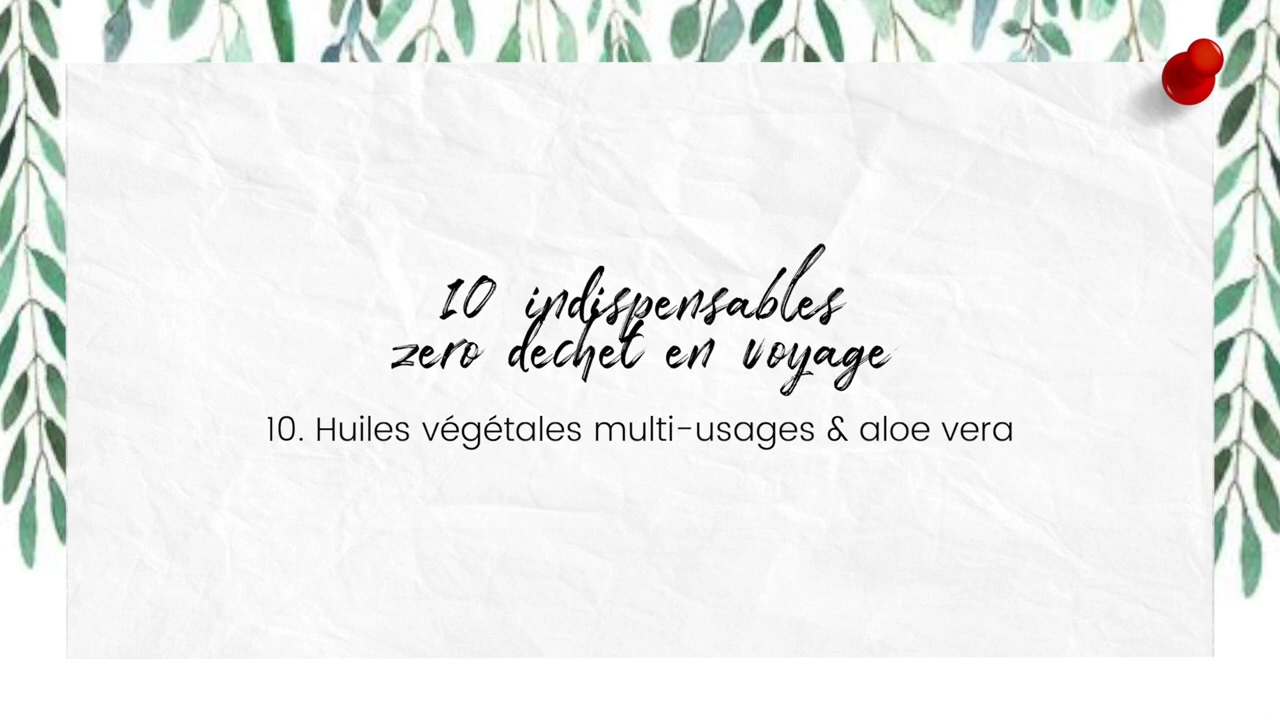 10 indispensables
zero dechet en voyage
10. Huiles végétales multi-usages & aloe vera